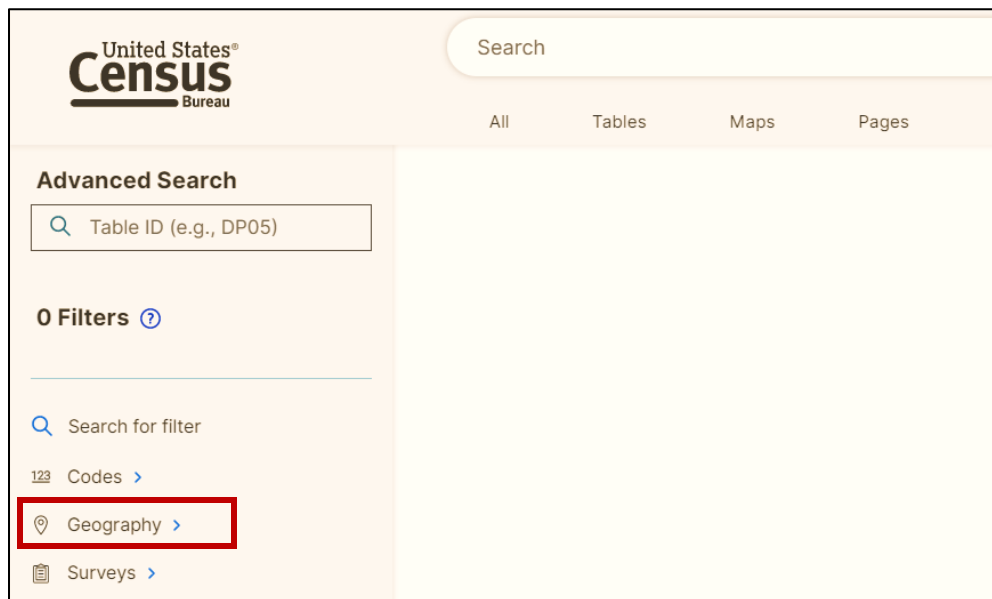 United States®
Census
Bureau
Search
All Tables Maps Pages
Advanced Search
Table ID (e.g., DP05)
0 Filters ?
Search for filter
123 Codes >
Geography >
Surveys >